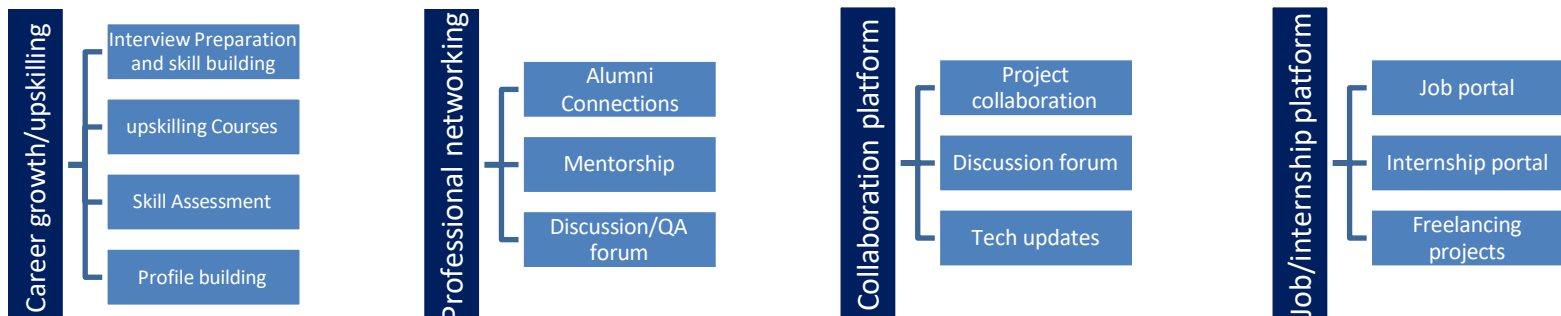 Career growth/upskilling
Interview Preparation
and skill building
upskilling Courses
Skill Assessment
Profile building
Professional networking
Alumni
Connections
Mentorship
Discussion/QA
forum
Collaboration platform
Project
collaboration
Discussion forum
Tech updates
Job/internship platform
Job portal
Internship portal
Freelancing
projects